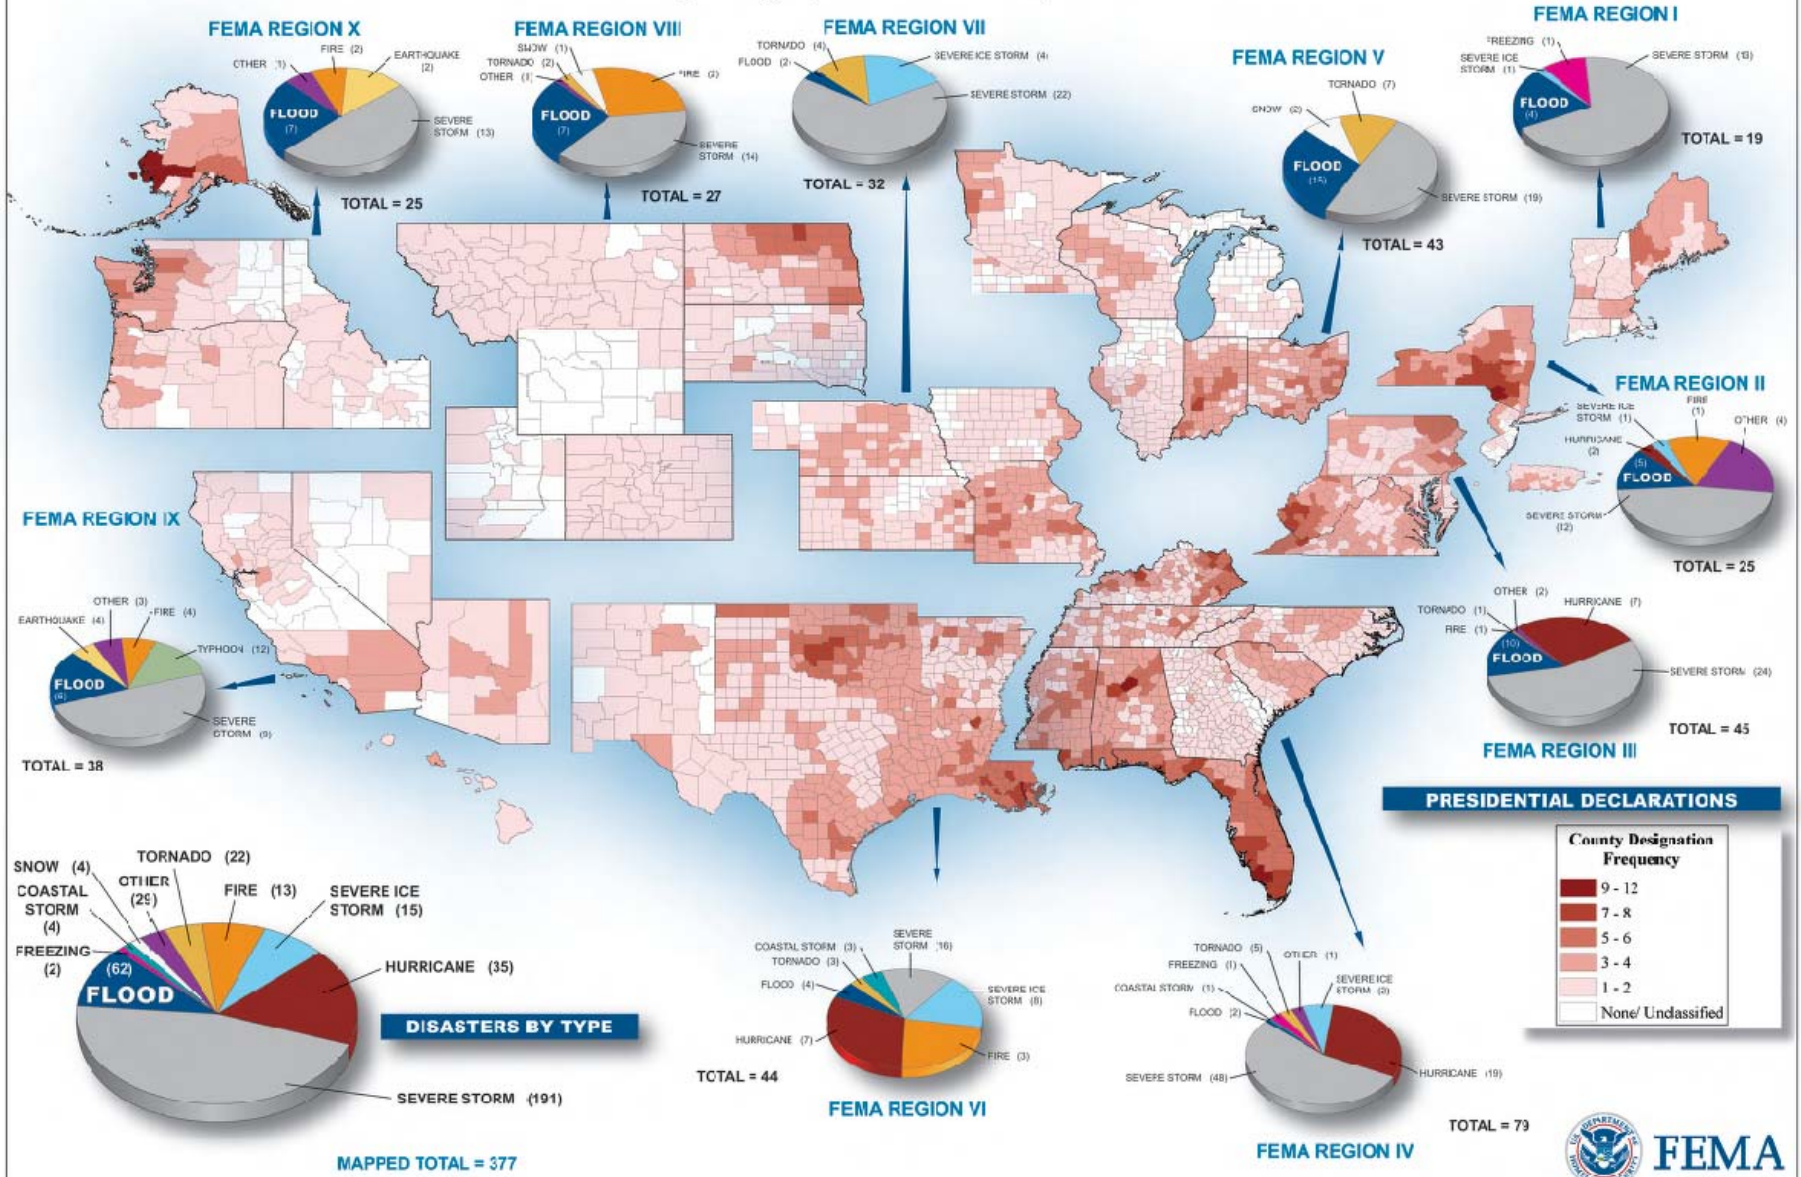 FEMA REGION X
FIRE (2)
OTHER (1)
EARTHQUAKE
(2)
FLOOD
(7)
SEVERE
STORM (13)
TOTAL = 25
FEMA REGION VIII
SNOW (1)
TORNADO (2)
OTHER (1)
FIRE (2)
FLOOD
(7)
SEVERE
STORM (14)
TOTAL = 27
FEMA REGION VII
TORNADO (4)
FLOOD (2)
SEVERE ICE STORM (4)
SEVERE STORM (22)
TOTAL = 32
FEMA REGION V
TORNADO (7)
SNOW (2)
FLOOD
(15)
SEVERE STORM (19)
TOTAL = 43
FEMA REGION I
FREEZING (1)
SEVERE ICE
STORM (1)
SEVERE STORM (13)
FLOOD
(4)
TOTAL = 19
FEMA REGION II
SEVERE ICE
STORM (1)
FIRE
(1)
OTHER (4)
HURRICANE
(2)
(5)
FLOOD
SEVERE STORM
(12)
TOTAL = 25
FEMA REGION IX
OTHER (3)
FIRE (4)
EARTHQUAKE (4)
TYPHOON (12)
FLOOD
(6)
SEVERE
STORM (9)
TOTAL = 38
OTHER (2)
HURRICANE (7)
TORNADO (1)
FIRE (1)
(10)
FLOOD
SEVERE STORM (24)
TOTAL = 45
FEMA REGION III
PRESIDENTIAL DECLARATIONS
County Designation
Frequency
9 - 12
7 - 8
5 - 6
3 - 4
1 - 2
None/ Unclassified
TORNADO (22)
SNOW (4)
OTHER
(29)
FIRE (13)
SEVERE ICE
STORM (15)
COASTAL
STORM
(4)
FREEZING
(2)
(62)
FLOOD
HURRICANE (35)
DISASTERS BY TYPE
SEVERE STORM (191)
MAPPED TOTAL = 377
SEVERE
STORM (16)
COASTAL STORM (3)
TORNADO (3)
FLOOD (4)
SEVERE ICE
STORM (8)
HURRICANE (7)
FIRE (3)
TOTAL = 44
FEMA REGION VI
TORNADO (5)
OTHER (1)
FREEZING (1)
COASTAL STORM (1)
FLOOD (2)
SEVERE ICE
STORM
SEVERE STORM (48)
HURRICANE (19)
TOTAL = 79
FEMA REGION IV
FEMA